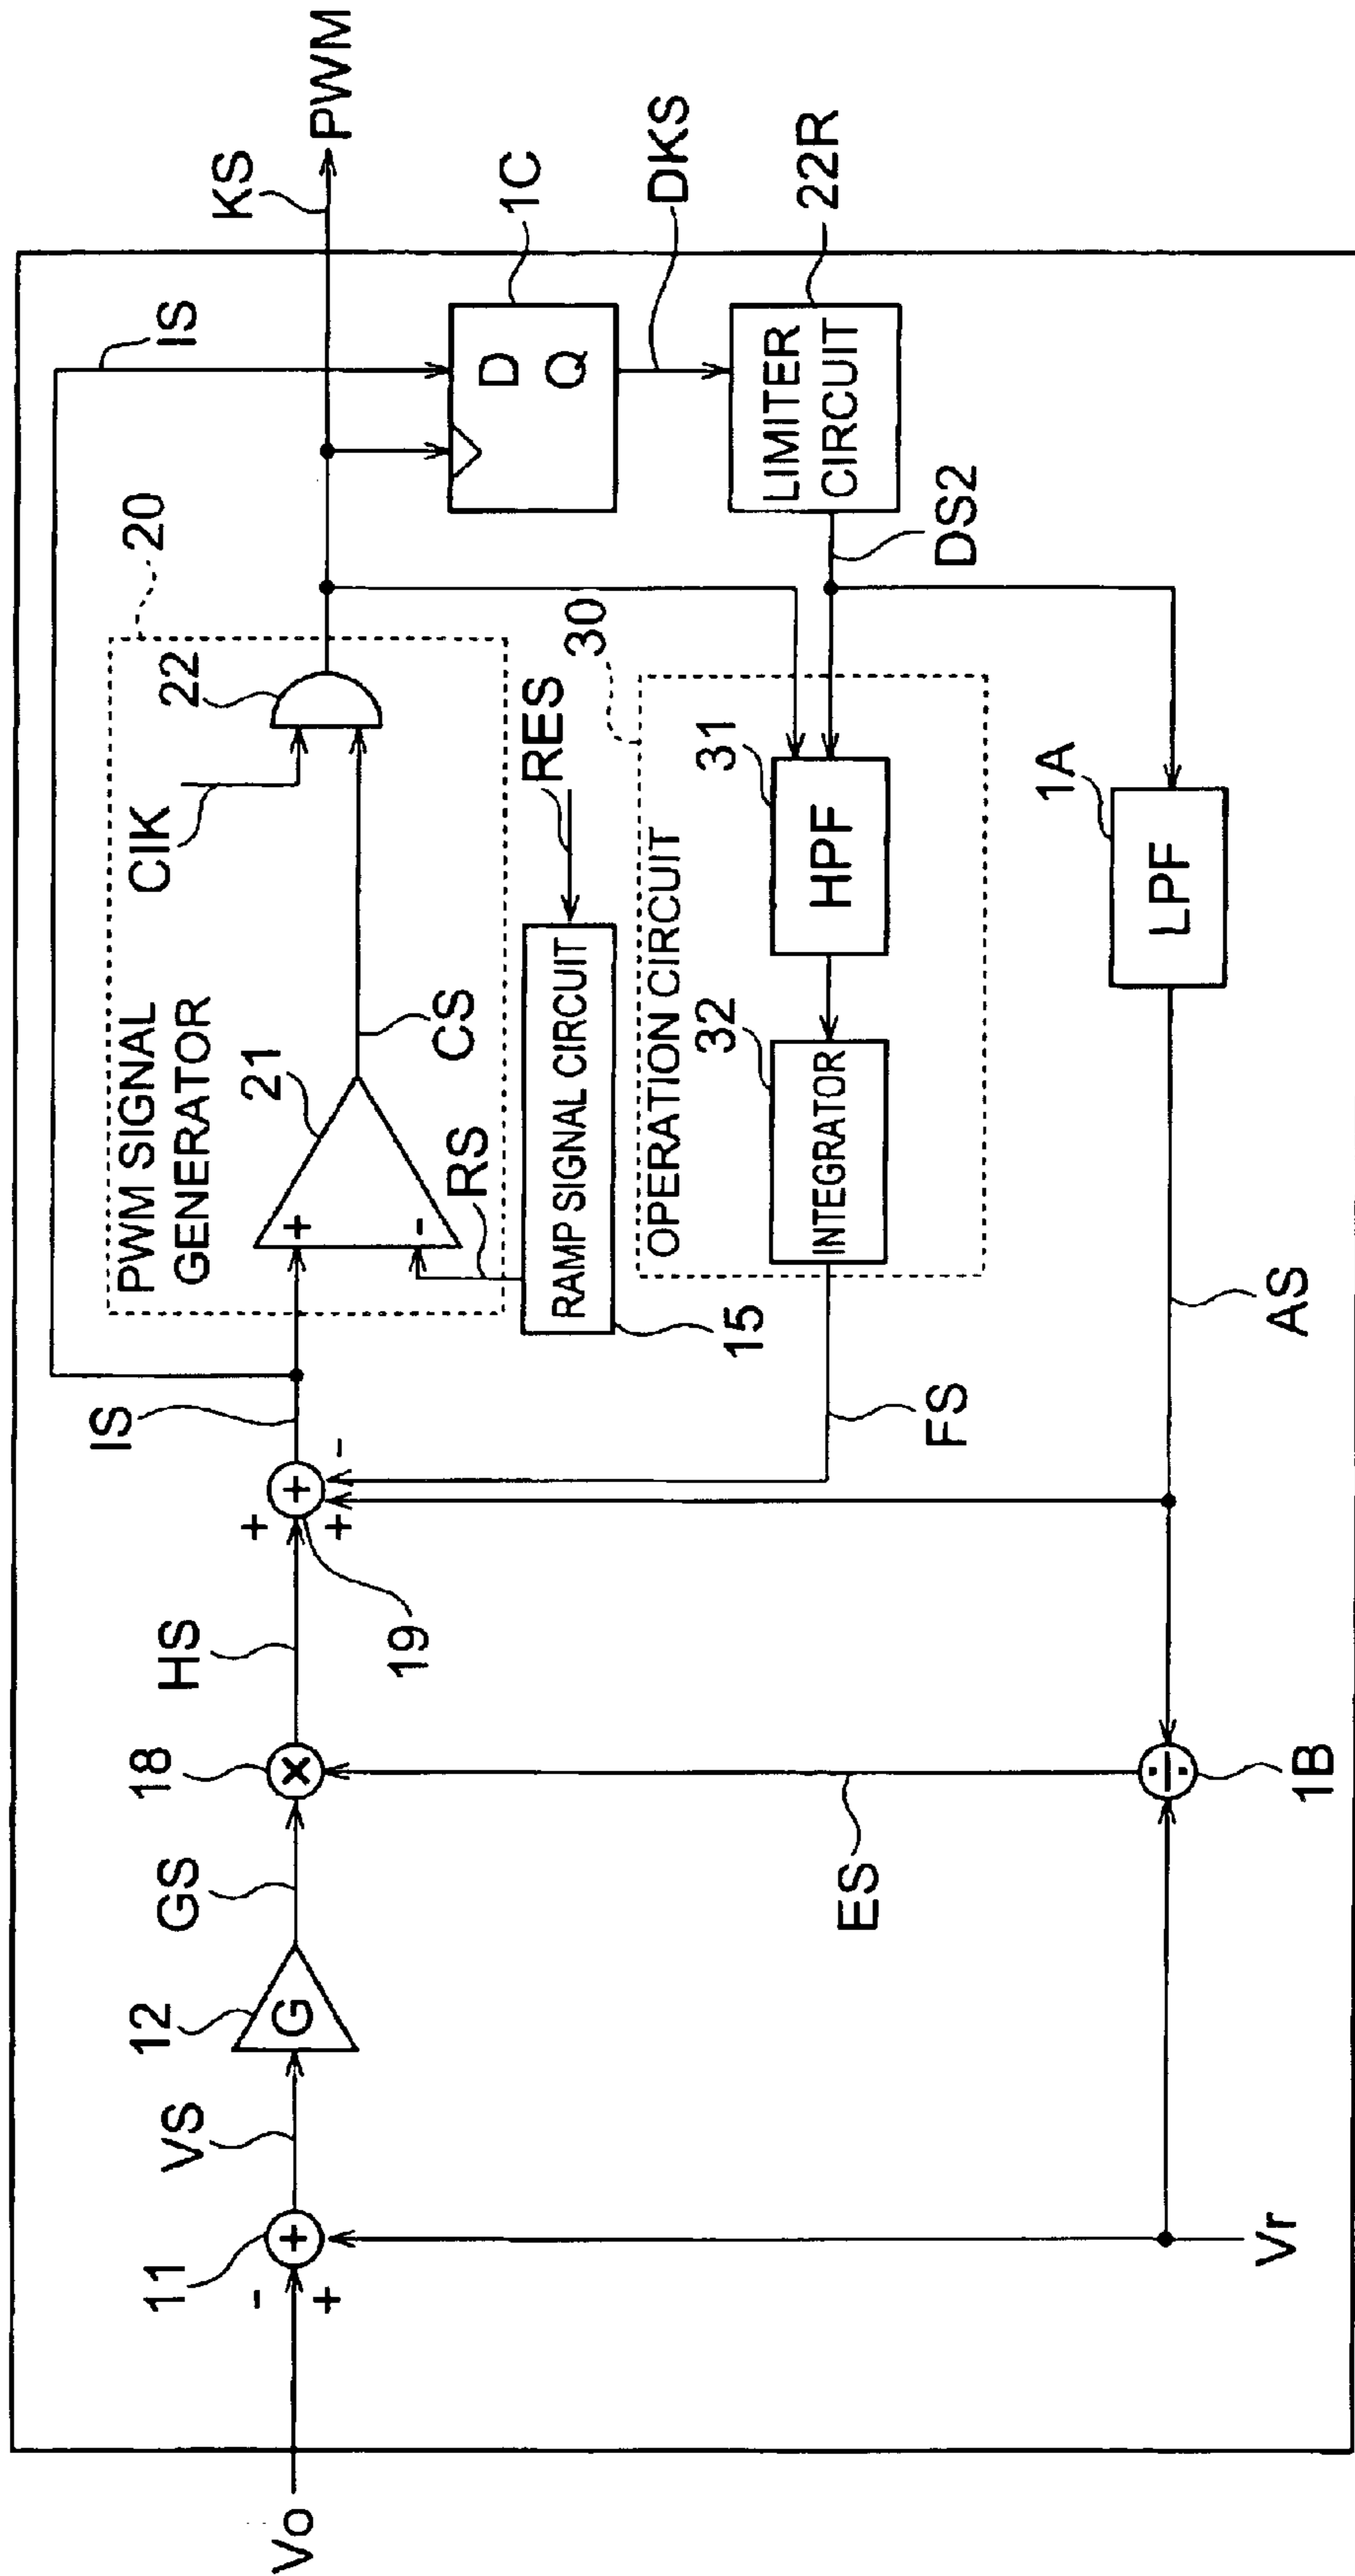 IS
KS
PWM
PWM SIGNAL
GENERATOR
20
CIK
22
21
+
-
CS
RS
IS
HS
18
×
GS
12
G
VS
11
+
-
+
Vo
+
+
+
-
19
RAMP SIGNAL CIRCUIT
15
RES
D
Q
1C
DKS
LIMITER
CIRCUIT
22R
DS2
OPERATION CIRCUIT
30
32
INTEGRATOR
31
HPF
FS
1A
LPF
AS
ES
÷
1B
Vr